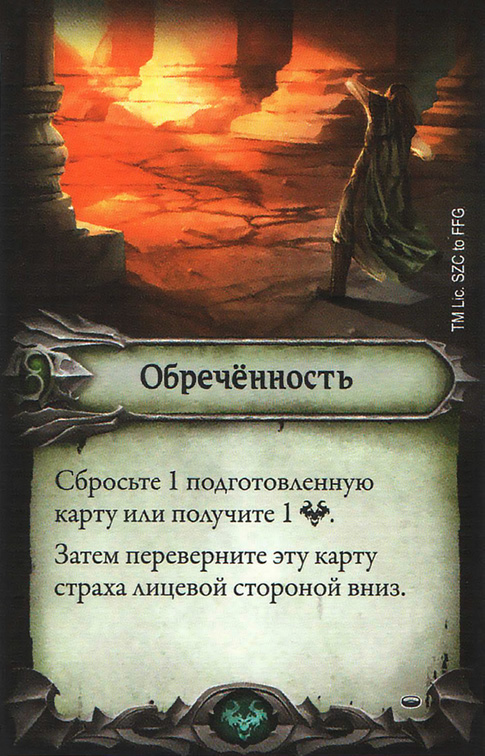 TM Lic. SZC to FFG
Обречённость
Сбросьте 1 подготовленную
карту или получите 1 .
Затем переверните эту карту
страха лицевой стороной вниз.